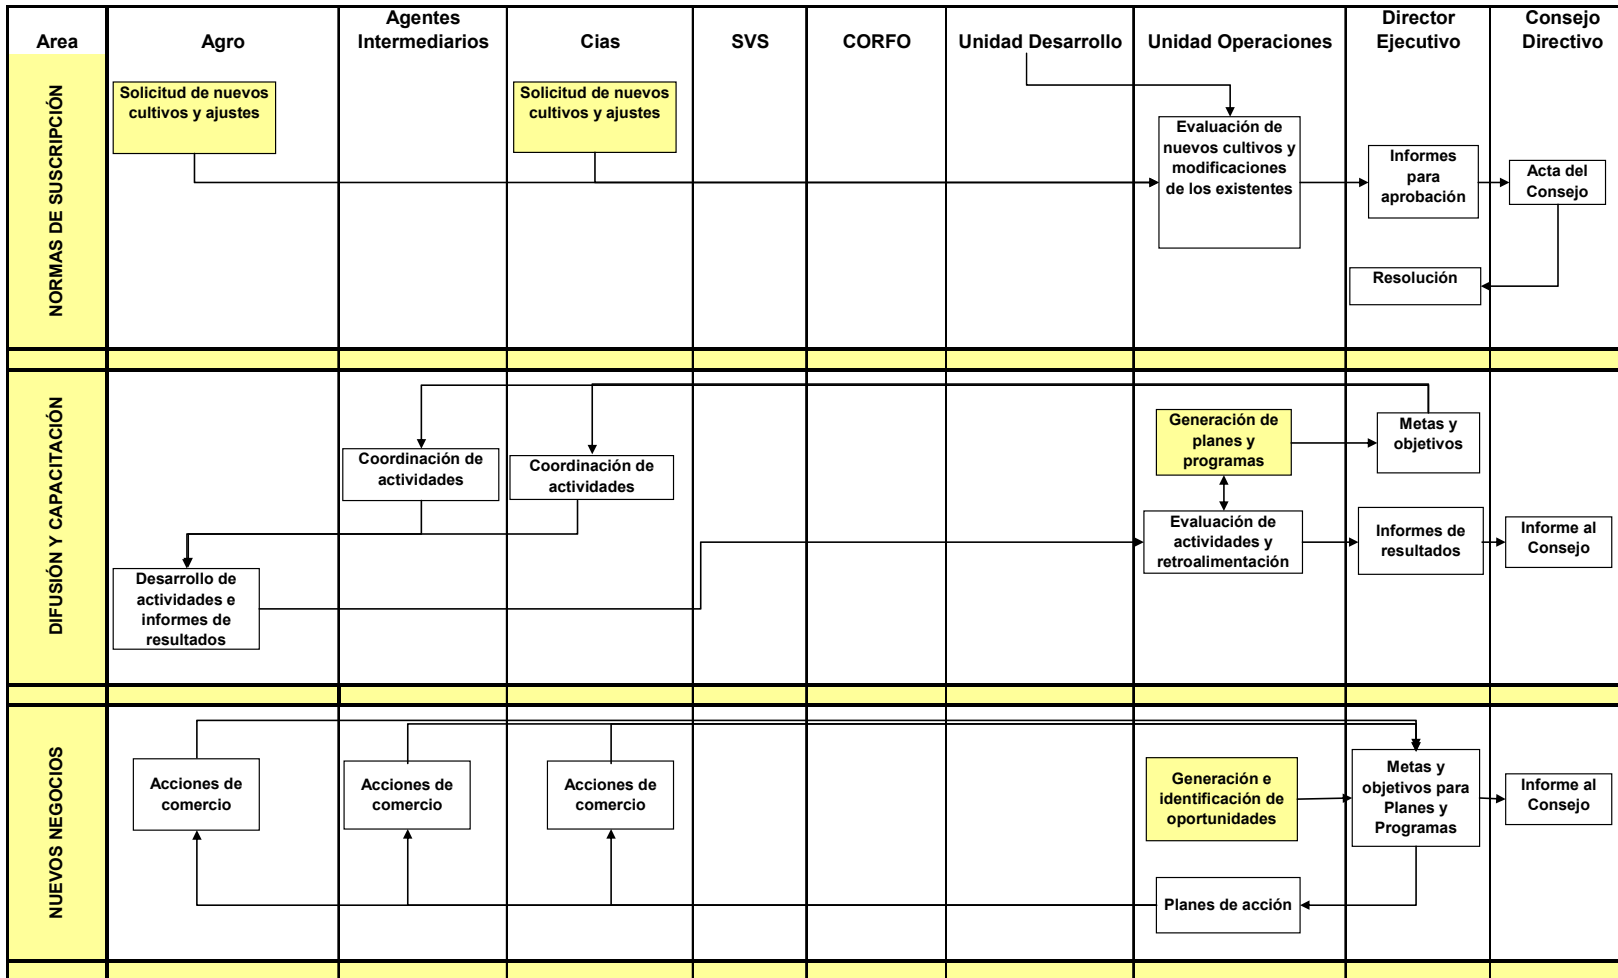 Area
Agro
Agentes
Intermediarios
Cias
SVS
CORFO
Unidad Desarrollo
Unidad Operaciones
Director
Ejecutivo
Consejo
Directivo
NORMAS DE SUSCRIPCIÓN
Solicitud de nuevos
cultivos y ajustes
Solicitud de nuevos
cultivos y ajustes
Evaluación de
nuevos cultivos y
modificaciones
de los existentes
Informes
para
aprobación
Acta del
Consejo
Resolución
DIFUSIÓN Y CAPACITACIÓN
Generación de
planes y
programas
Metas y
objetivos
Coordinación de
actividades
Coordinación de
actividades
Evaluación de
actividades y
retroalimentación
Informes de
resultados
Informe al
Consejo
Desarrollo de
actividades e
informes de
resultados
NUEVOS NEGOCIOS
Acciones de
comercio
Acciones de
comercio
Acciones de
comercio
Generación e
identificación de
oportunidades
Metas y
objetivos para
Planes y
Programas
Informe al
Consejo
Planes de acción